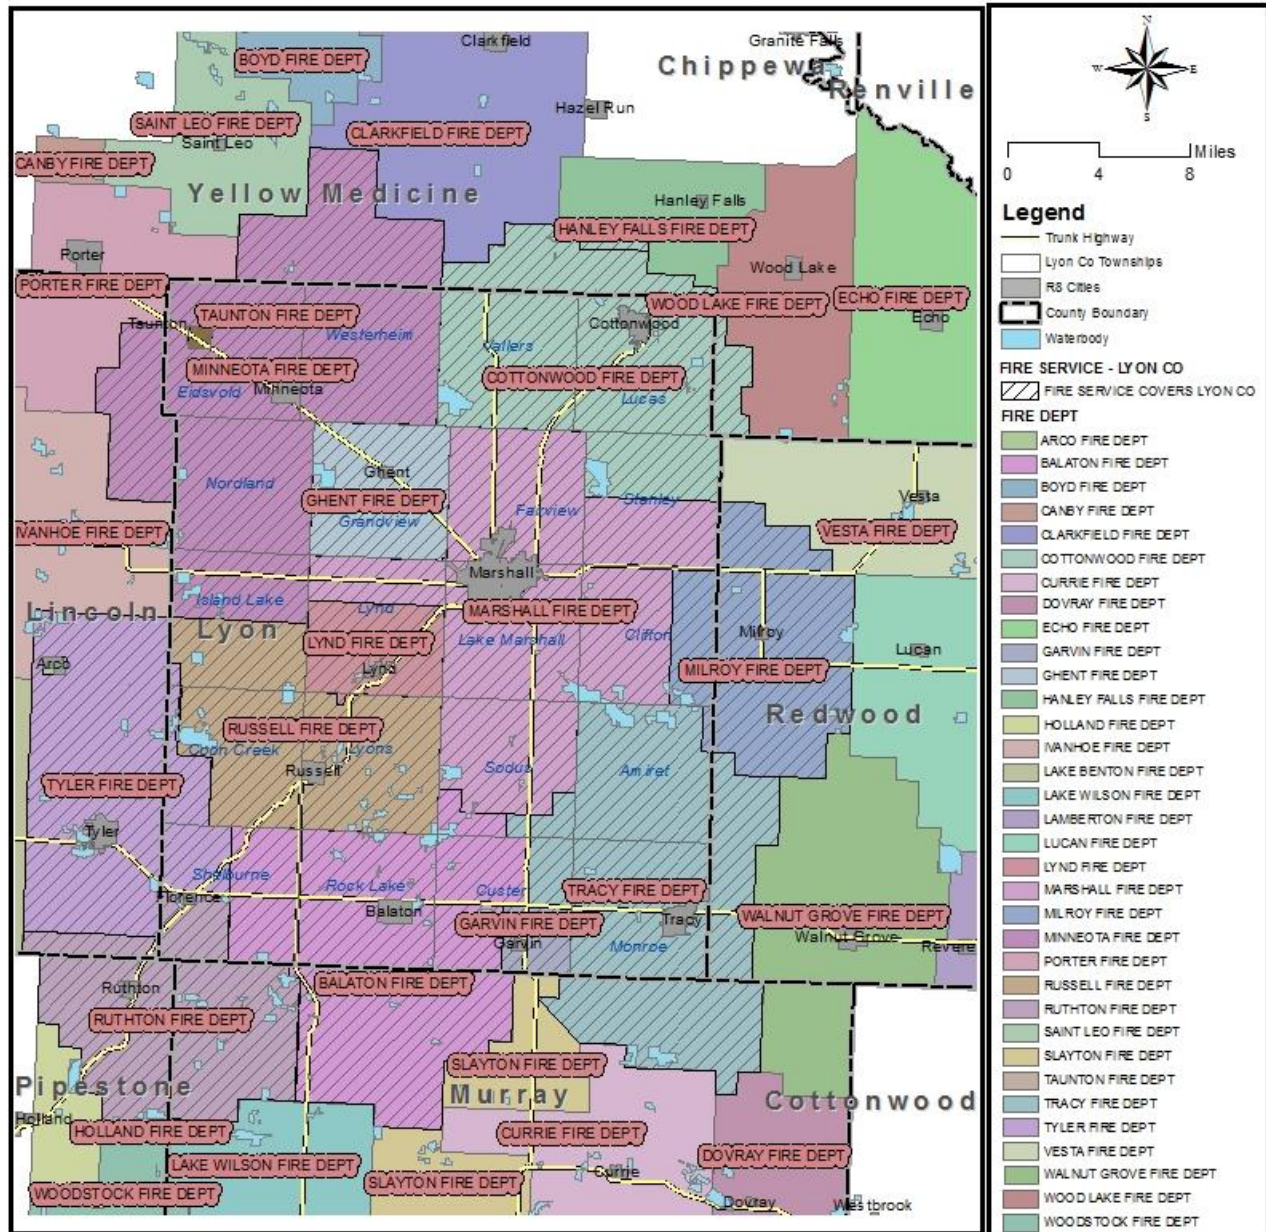 Clarkfield
Granite Falls
BOYD FIRE DEPT
Chippewa
Renville
Hazel Run
SAINT LEO FIRE DEPT
CLARKFIELD FIRE DEPT
Saint Leo
CANBY FIRE DEPT
Yellow Medicine
Hanley Falls
HANLEY FALLS FIRE DEPT
Porter
Wood Lake
PORTER FIRE DEPT
WOOD LAKE FIRE DEPT
ECHO FIRE DEPT
TAUNTON FIRE DEPT
Taunton
Westerheim
Cottonwood
Echo
Vallers
MINNEOTA FIRE DEPT
COTTONWOOD FIRE DEPT
Eidsvold
Minneota
Lucas
Ghent
Nordland
GHENT FIRE DEPT
Stanley
Vesta
Grandview
Fairview
IVANHOE FIRE DEPT
VESTA FIRE DEPT
Marshall
Island Lake
Lincoln
Lynd
MARSHALL FIRE DEPT
Lyon
LYND FIRE DEPT
Lake Marshall
Clifton
Milroy
Lucan
Arco
Lynd
MILROY FIRE DEPT
Redwood
RUSSELL FIRE DEPT
Coon Creek
Lyons
Russell
Sodus
Amiret
TYLER FIRE DEPT
Tyler
Shelburne
Rock Lake
Custer
TRACY FIRE DEPT
Florence
Balaton
GARVIN FIRE DEPT
Tracy
WALNUT GROVE FIRE DEPT
Garvin
Monroe
Walnut Grove
Revere
BALATON FIRE DEPT
Ruthton
RUTHTON FIRE DEPT
SLAYTON FIRE DEPT
Pipestone
Murray
Cottonwood
Holland
HOLLAND FIRE DEPT
CURRIE FIRE DEPT
LAKE WILSON FIRE DEPT
DOVRAY FIRE DEPT
SLAYTON FIRE DEPT
Currie
WOODSTOCK FIRE DEPT
Dovray
Westbrook
N
W
E
S
Miles
0 4 8
Legend
Trunk Highway
Lyon Co Townships
R8 Cities
County Boundary
Waterbody
FIRE SERVICE - LYON CO
FIRE SERVICE COVERS LYON CO
FIRE DEPT
ARCO FIRE DEPT
BALATON FIRE DEPT
BOYD FIRE DEPT
CANBY FIRE DEPT
CLARKFIELD FIRE DEPT
COTTONWOOD FIRE DEPT
CURRIE FIRE DEPT
DOVRAY FIRE DEPT
ECHO FIRE DEPT
GARVIN FIRE DEPT
GHENT FIRE DEPT
HANLEY FALLS FIRE DEPT
HOLLAND FIRE DEPT
IVANHOE FIRE DEPT
LAKE BENTON FIRE DEPT
LAKE WILSON FIRE DEPT
LAMBERTON FIRE DEPT
LUCAN FIRE DEPT
LYND FIRE DEPT
MARSHALL FIRE DEPT
MILROY FIRE DEPT
MINNEOTA FIRE DEPT
PORTER FIRE DEPT
RUSSELL FIRE DEPT
RUTHTON FIRE DEPT
SAINT LEO FIRE DEPT
SLAYTON FIRE DEPT
TAUNTON FIRE DEPT
TRACY FIRE DEPT
TYLER FIRE DEPT
VESTA FIRE DEPT
WALNUT GROVE FIRE DEPT
WOOD LAKE FIRE DEPT
WOODSTOCK FIRE DEPT